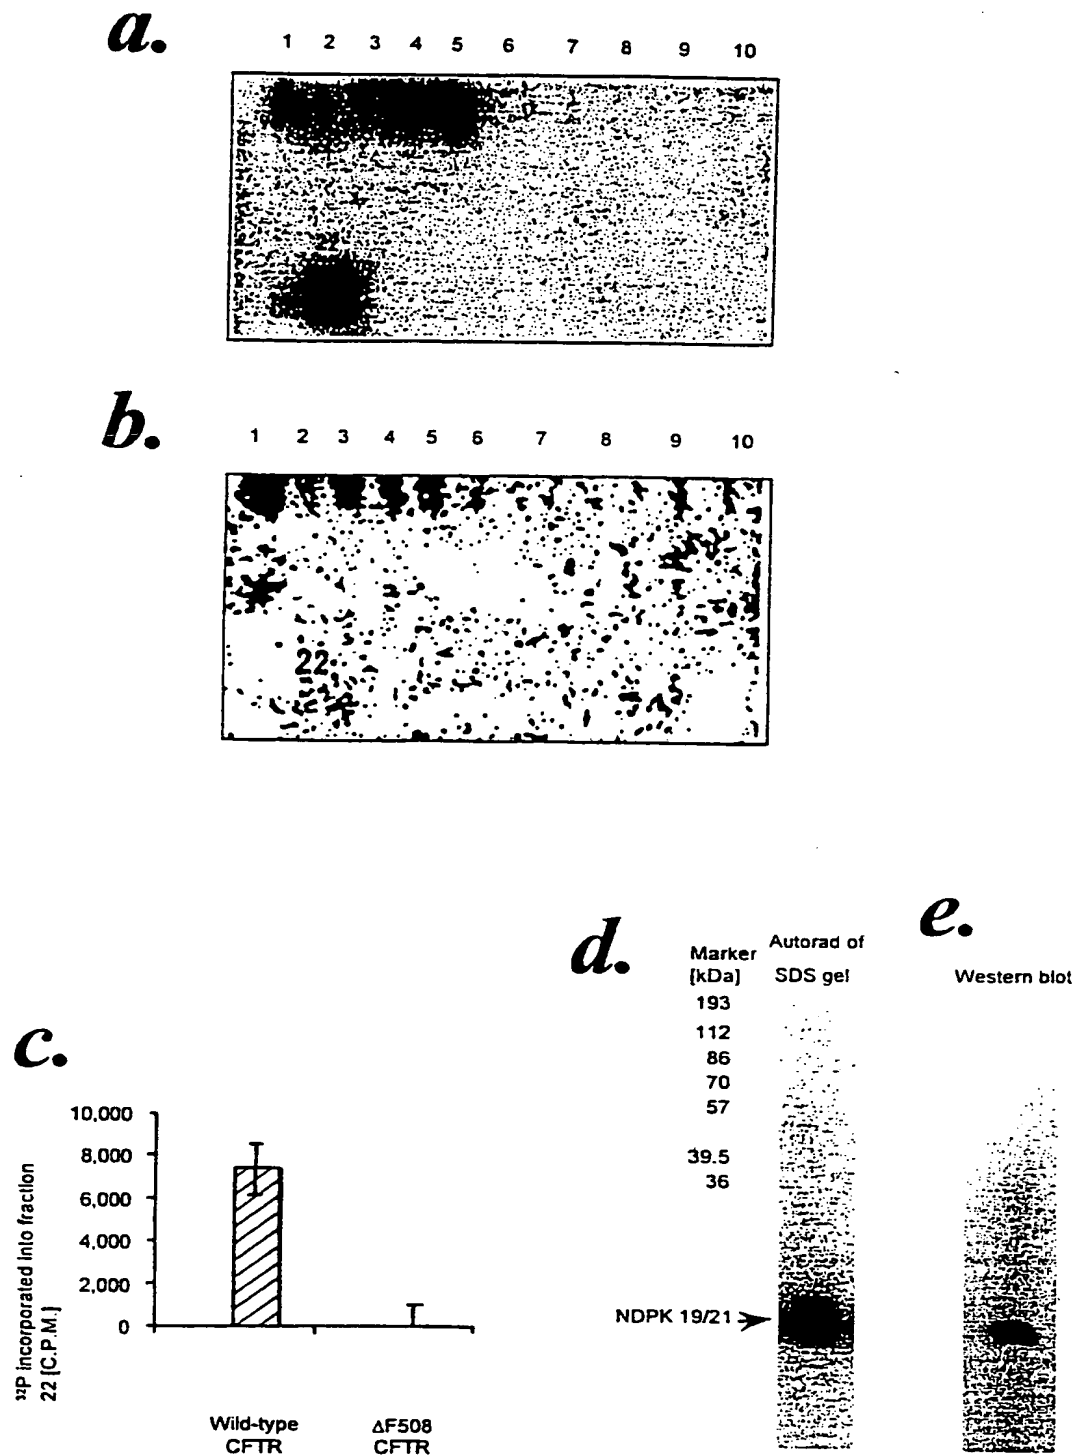 a.
1 2 3 4 5 6 7 8 9 10
22
b.
1 2 3 4 5 6 7 8 9 10
22
c.
10,000
8,000
6,000
4,000
2,000
0
³²P incorporated into fraction
22 [C.P.M.]
Wild-type
CFTR
ΔF508
CFTR
d.
Marker
[kDa]
Autorad of
SDS gel
193
112
86
70
57
39.5
36
NDPK 19/21
e.
Western blot